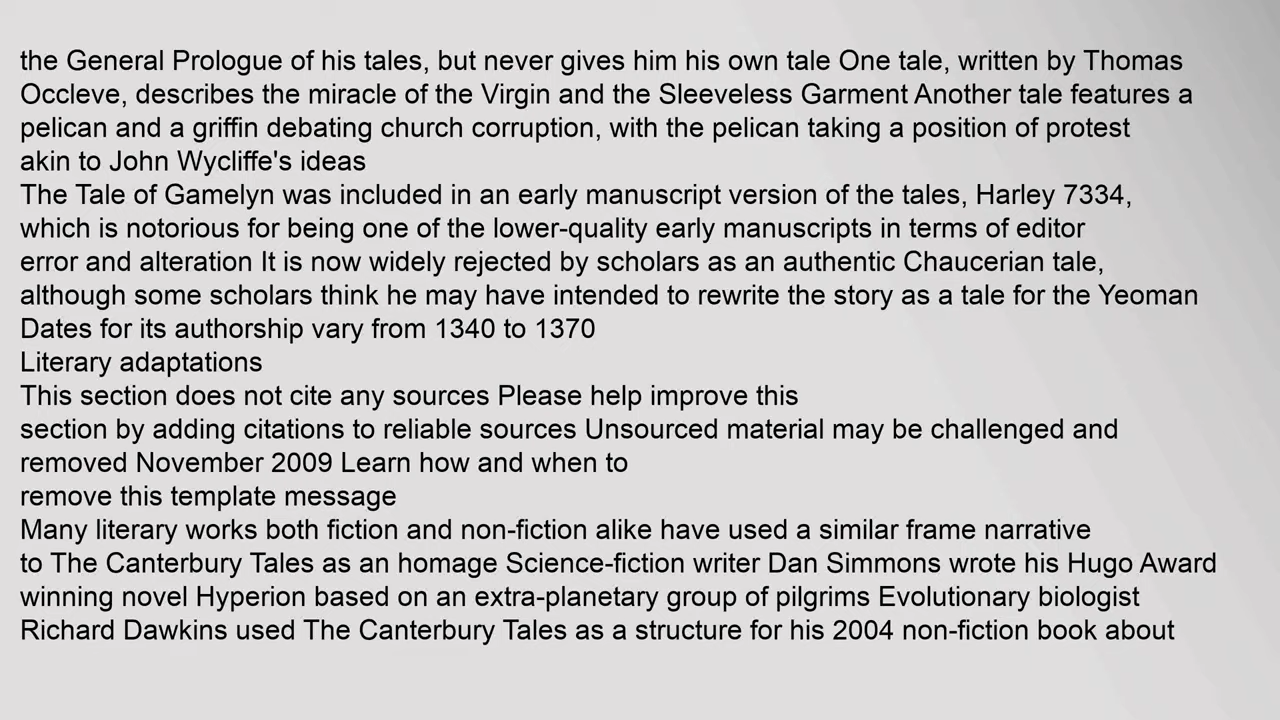 the General Prologue of his tales, but never gives him his own tale One tale, written by Thomas
Occleve, describes the miracle of the Virgin and the Sleeveless Garment Another tale features a
pelican and a griffin debating church corruption, with the pelican taking a position of protest
akin to John Wycliffe's ideas
The Tale of Gamelyn was included in an early manuscript version of the tales, Harley 7334,
which is notorious for being one of the lower-quality early manuscripts in terms of editor
error and alteration It is now widely rejected by scholars as an authentic Chaucerian tale,
although some scholars think he may have intended to rewrite the story as a tale for the Yeoman
Dates for its authorship vary from 1340 to 1370
Literary adaptations
This section does not cite any sources Please help improve this
section by adding citations to reliable sources Unsourced material may be challenged and
removed November 2009 Learn how and when to
remove this template message
Many literary works both fiction and non-fiction alike have used a similar frame narrative
to The Canterbury Tales as an homage Science-fiction writer Dan Simmons wrote his Hugo Award
winning novel Hyperion based on an extra-planetary group of pilgrims Evolutionary biologist
Richard Dawkins used The Canterbury Tales as a structure for his 2004 non-fiction book about